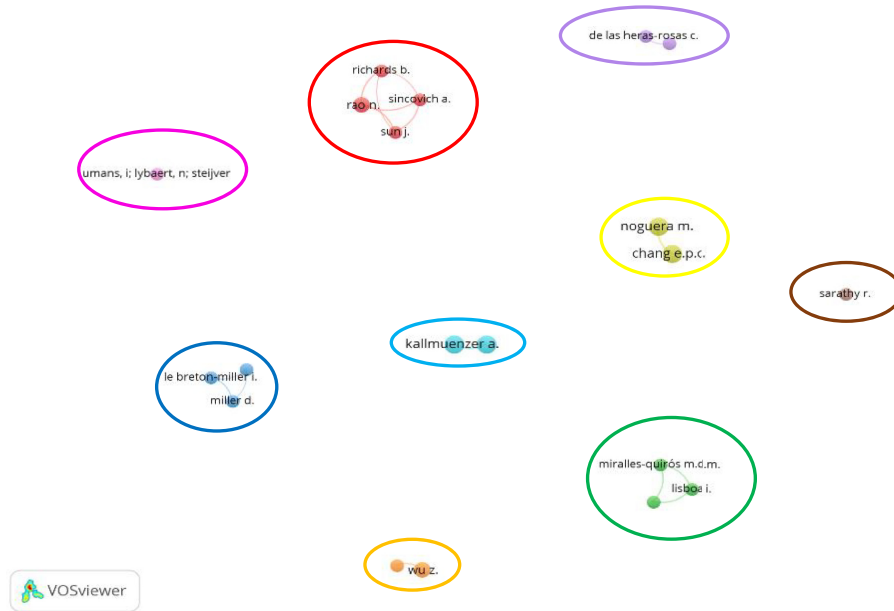 de las heras-rosas c.
richards b.
sincovich a.
rao n.
sun j.
umans, i; lybaert, n; steijver
noguera m.
chang e.p.c.
sarathy r.
kallmuenzer a.
le breton-miller i.
miller d.
miralles-quirós m.d.m.
lisboa i.
wu z.
VOSviewer